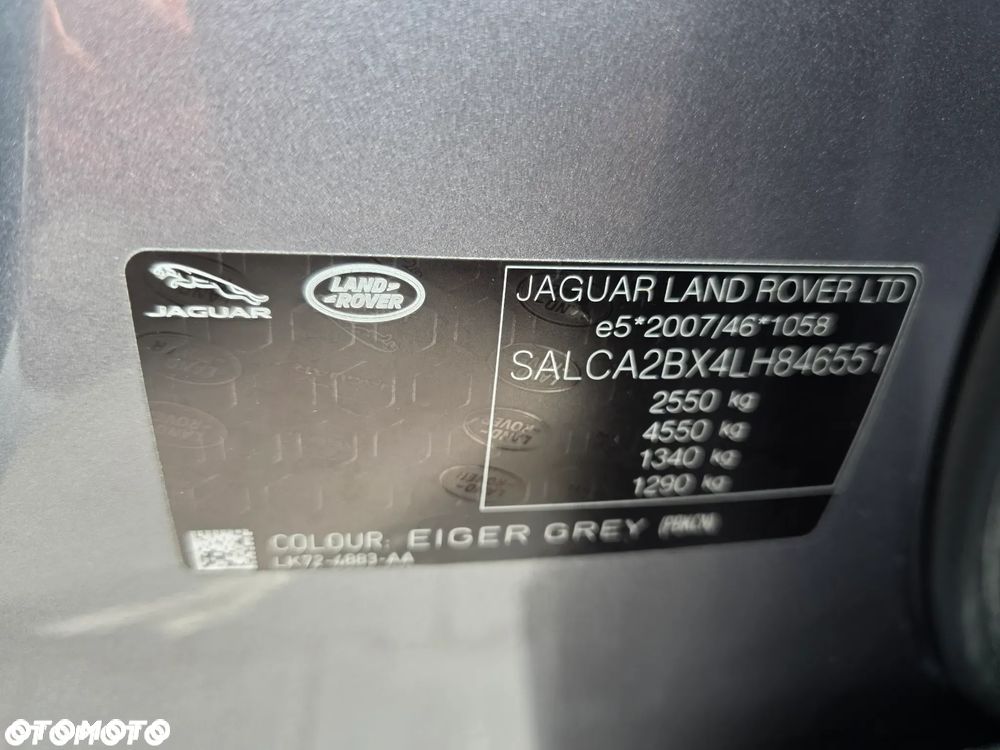 JAGUAR
LAND-
-ROVER
JAGUAR LAND ROVER LTD
e5*2007/46*1058
SALCA2BX4LH846551
2550 kg
4550 kg
1340 kg
1290 kg
COLOUR: EIGER GREY
LK72-4883-AA
OTOMOTO